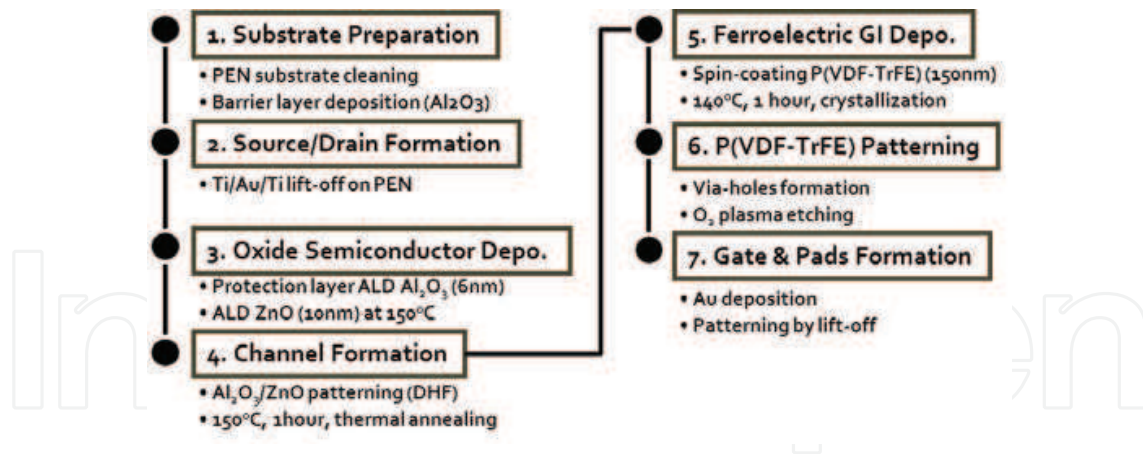 1. Substrate Preparation
• PEN substrate cleaning
• Barrier layer deposition (Al2O3)
2. Source/Drain Formation
• Ti/Au/Ti lift-off on PEN
3. Oxide Semiconductor Depo.
• Protection layer ALD Al₂O₃ (6nm)
• ALD ZnO (10nm) at 150°C
4. Channel Formation
• Al₂O₃/ZnO patterning (DHF)
• 150°C, 1hour, thermal annealing
5. Ferroelectric GI Depo.
• Spin-coating P(VDF-TrFE) (150nm)
• 140°C, 1 hour, crystallization
6. P(VDF-TrFE) Patterning
• Via-holes formation
• O₂ plasma etching
7. Gate & Pads Formation
• Au deposition
• Patterning by lift-off